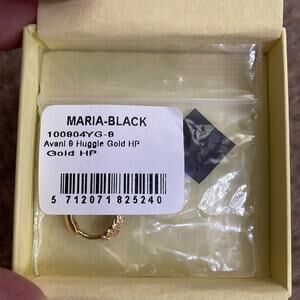 MARIA-BLACK
100804YG-8
Avani 8 Huggie Gold HP
Gold HP
5 712071 825240